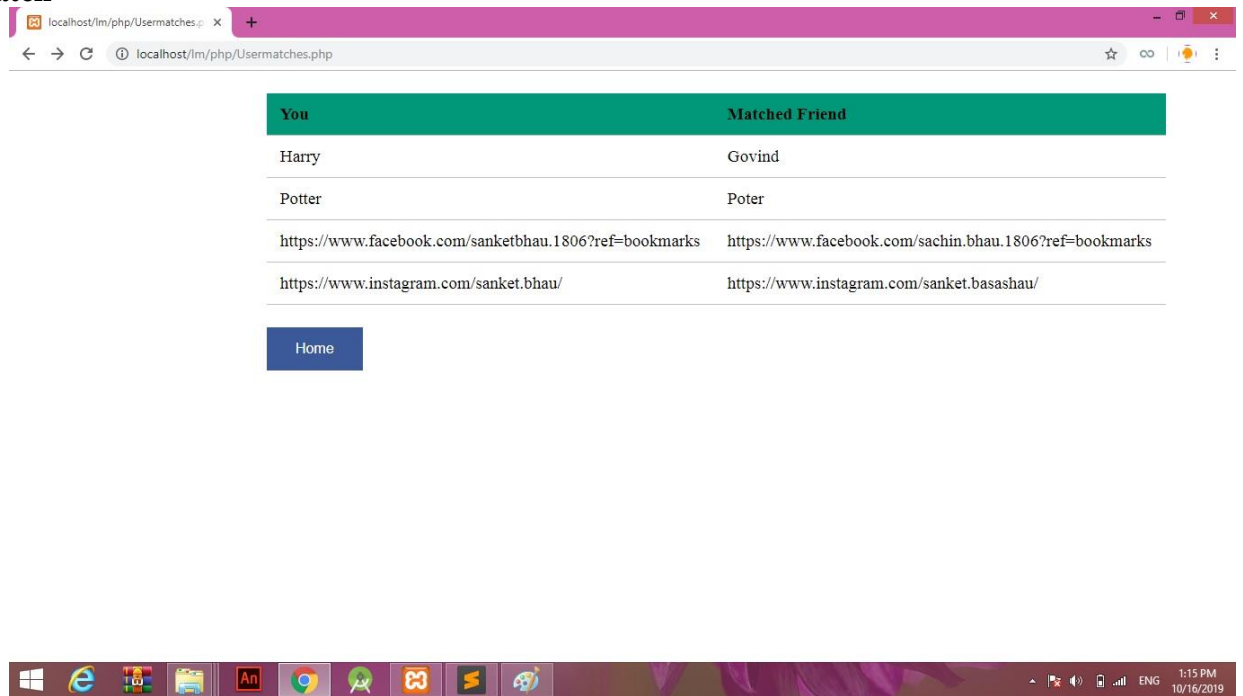 localhost/lm/php/Usermatches.p
localhost/lm/php/Usermatches.php
You Matched Friend
Harry Govind
Potter Poter
https://www.facebook.com/sanketbhau.1806?ref=bookmarks https://www.facebook.com/sachin.bhau.1806?ref=bookmarks
https://www.instagram.com/sanket.bhau/ https://www.instagram.com/sanket.basashau/
Home
An
ENG
1:15 PM
10/16/2019